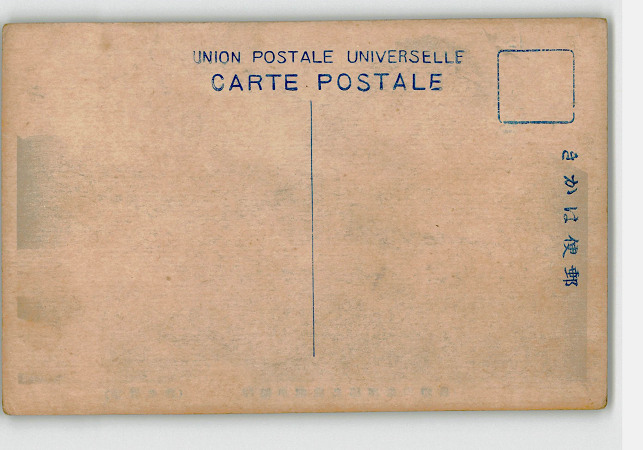 UNION POSTALE UNIVERSELLE
CARTE POSTALE
きかは便郵